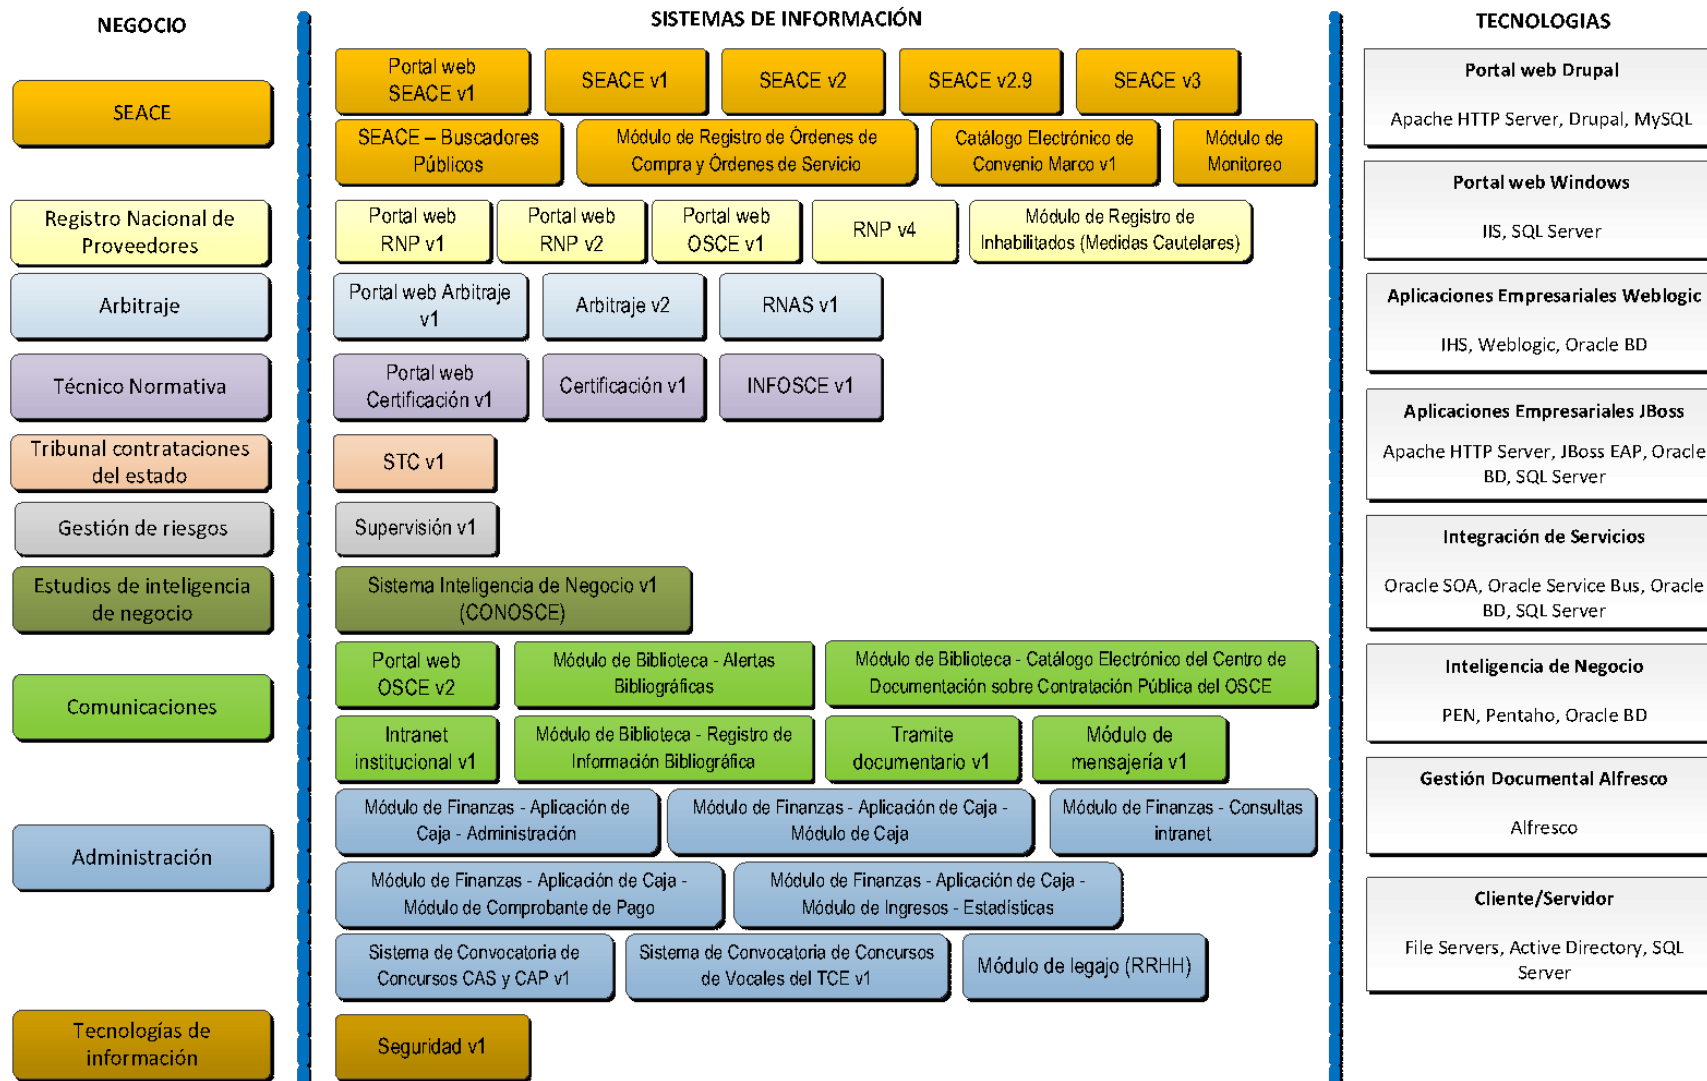 NEGOCIO
SISTEMAS DE INFORMACIÓN
TECNOLOGIAS
SEACE
Portal web
SEACE v1
SEACE v1
SEACE v2
SEACE v2.9
SEACE v3
SEACE – Buscadores
Públicos
Módulo de Registro de Órdenes de
Compra y Órdenes de Servicio
Catálogo Electrónico de
Convenio Marco v1
Módulo de
Monitoreo
Registro Nacional de
Proveedores
Portal web
RNP v1
Portal web
RNP v2
Portal web
OSCE v1
RNP v4
Módulo de Registro de
Inhabilitados (Medidas Cautelares)
Arbitraje
Portal web Arbitraje
v1
Arbitraje v2
RNAS v1
Técnico Normativa
Portal web
Certificación v1
Certificación v1
INFOSCE v1
Tribunal contrataciones
del estado
STC v1
Gestión de riesgos
Supervisión v1
Estudios de inteligencia
de negocio
Sistema Inteligencia de Negocio v1
(CONOSCE)
Comunicaciones
Portal web
OSCE v2
Módulo de Biblioteca - Alertas
Bibliográficas
Módulo de Biblioteca - Catálogo Electrónico del Centro de
Documentación sobre Contratación Pública del OSCE
Intranet
institucional v1
Módulo de Biblioteca - Registro de
Información Bibliográfica
Tramite
documentario v1
Módulo de
mensajería v1
Administración
Módulo de Finanzas - Aplicación de
Caja - Administración
Módulo de Finanzas - Aplicación de Caja -
Módulo de Caja
Módulo de Finanzas - Consultas
intranet
Módulo de Finanzas - Aplicación de Caja -
Módulo de Comprobante de Pago
Módulo de Finanzas - Aplicación de Caja -
Módulo de Ingresos - Estadísticas
Sistema de Convocatoria de
Concursos CAS y CAP v1
Sistema de Convocatoria de Concursos
de Vocales del TCE v1
Módulo de legajo (RRHH)
Tecnologías de
información
Seguridad v1
Portal web Drupal
Apache HTTP Server, Drupal, MySQL
Portal web Windows
IIS, SQL Server
Aplicaciones Empresariales Weblogic
IHS, Weblogic, Oracle BD
Aplicaciones Empresariales JBoss
Apache HTTP Server, JBoss EAP, Oracle
BD, SQL Server
Integración de Servicios
Oracle SOA, Oracle Service Bus, Oracle
BD, SQL Server
Inteligencia de Negocio
PEN, Pentaho, Oracle BD
Gestión Documental Alfresco
Alfresco
Cliente/Servidor
File Servers, Active Directory, SQL
Server